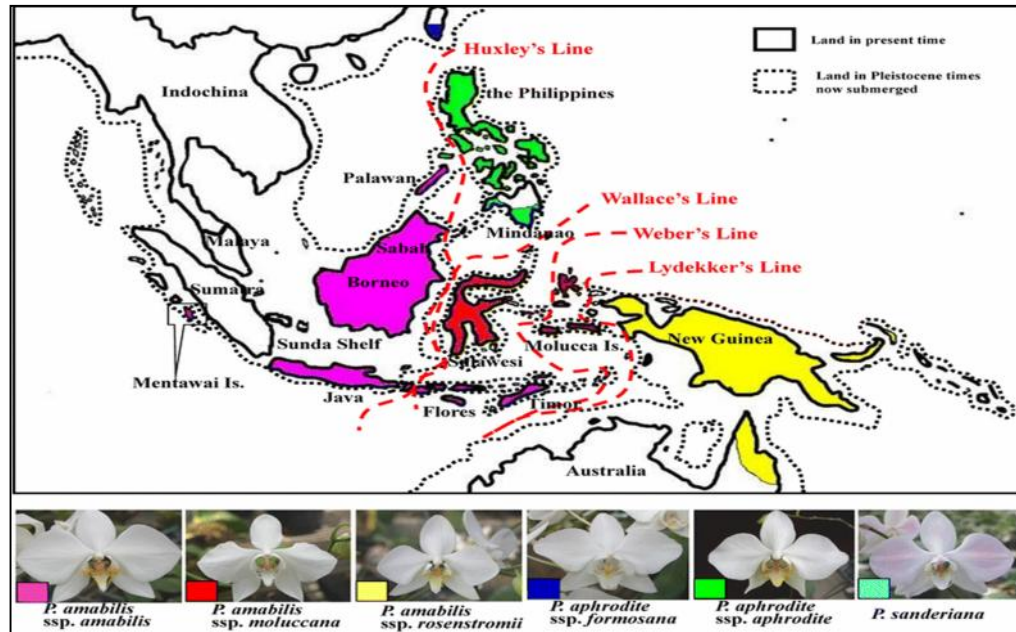 Huxley's Line
Land in present time
Land in Pleistocene times
now submerged
Indochina
the Philippines
Palawan
Wallace's Line
Mindanao
Weber's Line
Malaya
Sabah
Lydekker's Line
Borneo
Sumatra
New Guinea
Sunda Shelf
Molucca Is.
Sulawesi
Mentawai Is.
Java
Flores
Timor
Australia
P. amabilis
ssp. amabilis
P. amabilis
ssp. moluccana
P. amabilis
ssp. rosenstromii
P. aphrodite
ssp. formosana
P. aphrodite
ssp. aphrodite
P. sanderiana